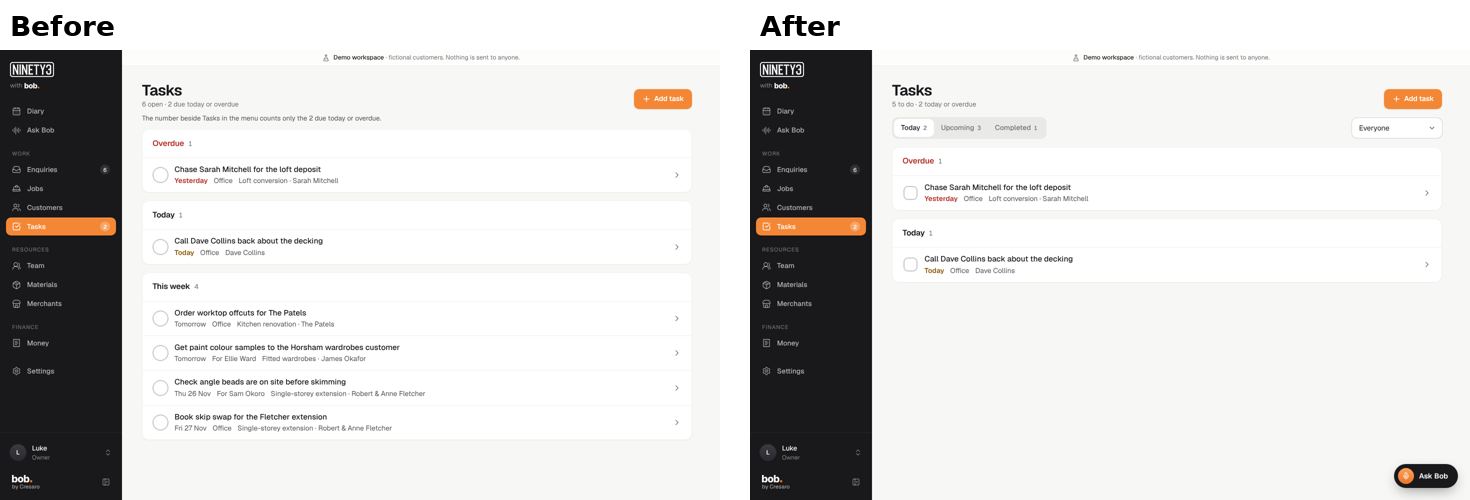 Before
Demo workspace · fictional customers. Nothing is sent to anyone.
NINETY3
with bob.
Diary
Ask Bob
WORK
Enquiries 6
Jobs
Customers
Tasks 2
RESOURCES
Team
Materials
Merchants
FINANCE
Money
Settings
L Luke
Owner
bob.
by Cresaro
Tasks
6 open · 2 due today or overdue
Add task
The number beside Tasks in the menu counts only the 2 due today or overdue.
Overdue 1
Chase Sarah Mitchell for the loft deposit
Yesterday Office Loft conversion · Sarah Mitchell
Today 1
Call Dave Collins back about the decking
Today Office Dave Collins
This week 4
Order worktop offcuts for The Patels
Tomorrow Office Kitchen renovation · The Patels
Get paint colour samples to the Horsham wardrobes customer
Tomorrow For Ellie Ward Fitted wardrobes · James Okafor
Check angle beads are on site before skimming
Thu 26 Nov For Sam Okoro Single-storey extension · Robert & Anne Fletcher
Book skip swap for the Fletcher extension
Fri 27 Nov Office Single-storey extension · Robert & Anne Fletcher
After
Demo workspace · fictional customers. Nothing is sent to anyone.
NINETY3
with bob.
Diary
Ask Bob
WORK
Enquiries 6
Jobs
Customers
Tasks 2
RESOURCES
Team
Materials
Merchants
FINANCE
Money
Settings
L Luke
Owner
bob.
by Cresaro
Tasks
5 to do · 2 today or overdue
Add task
Today 2 Upcoming 3 Completed 1
Everyone
Overdue 1
Chase Sarah Mitchell for the loft deposit
Yesterday Office Loft conversion · Sarah Mitchell
Today 1
Call Dave Collins back about the decking
Today Office Dave Collins
Ask Bob